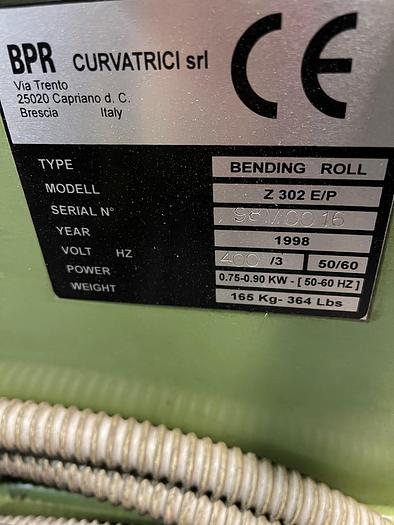 BPR CURVATRICI srl
Via Trento
25020 Capriano d. C.
Brescia Italy
CE
TYPE BENDING ROLL
MODELL Z 302 E/P
SERIAL N°
YEAR 1998
VOLT HZ 400 /3 50/60
POWER 0.75-0.90 KW - [ 50-60 HZ ]
WEIGHT 165 Kg- 364 Lbs